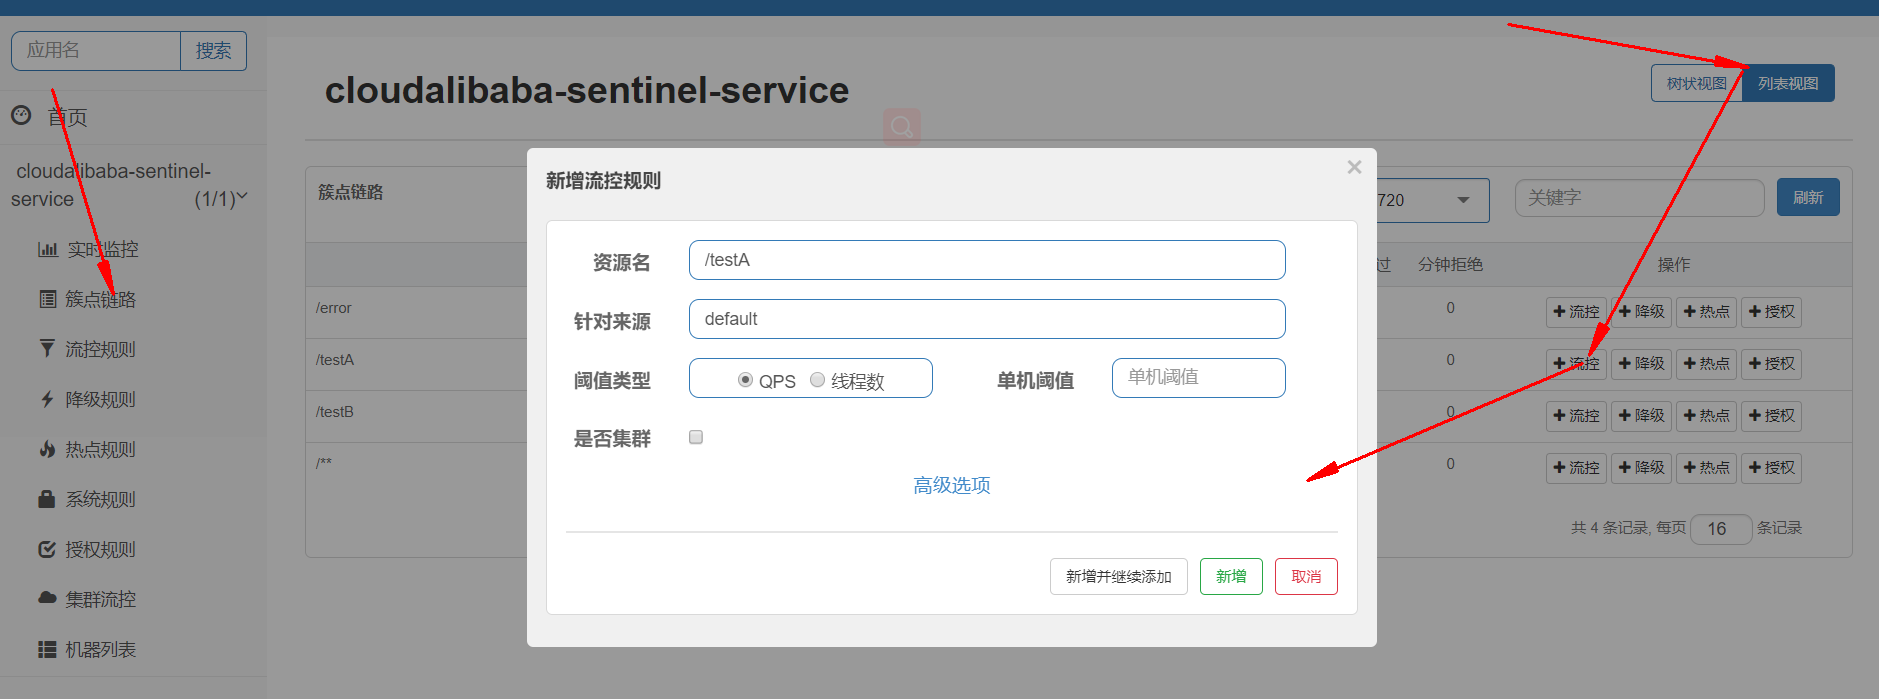 应用名 搜索
首页
cloudalibaba-sentinel-
service (1/1)
实时监控
簇点链路
流控规则
降级规则
热点规则
系统规则
授权规则
集群流控
机器列表
cloudalibaba-sentinel-service
树状视图 列表视图
簇点链路
720 关键字 刷新
过 分钟拒绝 操作
/error 0 流控 降级 热点 授权
/testA 0 流控 降级 热点 授权
/testB 0 流控 降级 热点 授权
/** 0 流控 降级 热点 授权
共 4 条记录, 每页 16 条记录
新增流控规则 ×
资源名 /testA
针对来源 default
阈值类型 QPS 线程数 单机阈值 单机阈值
是否集群
高级选项
新增并继续添加 新增 取消